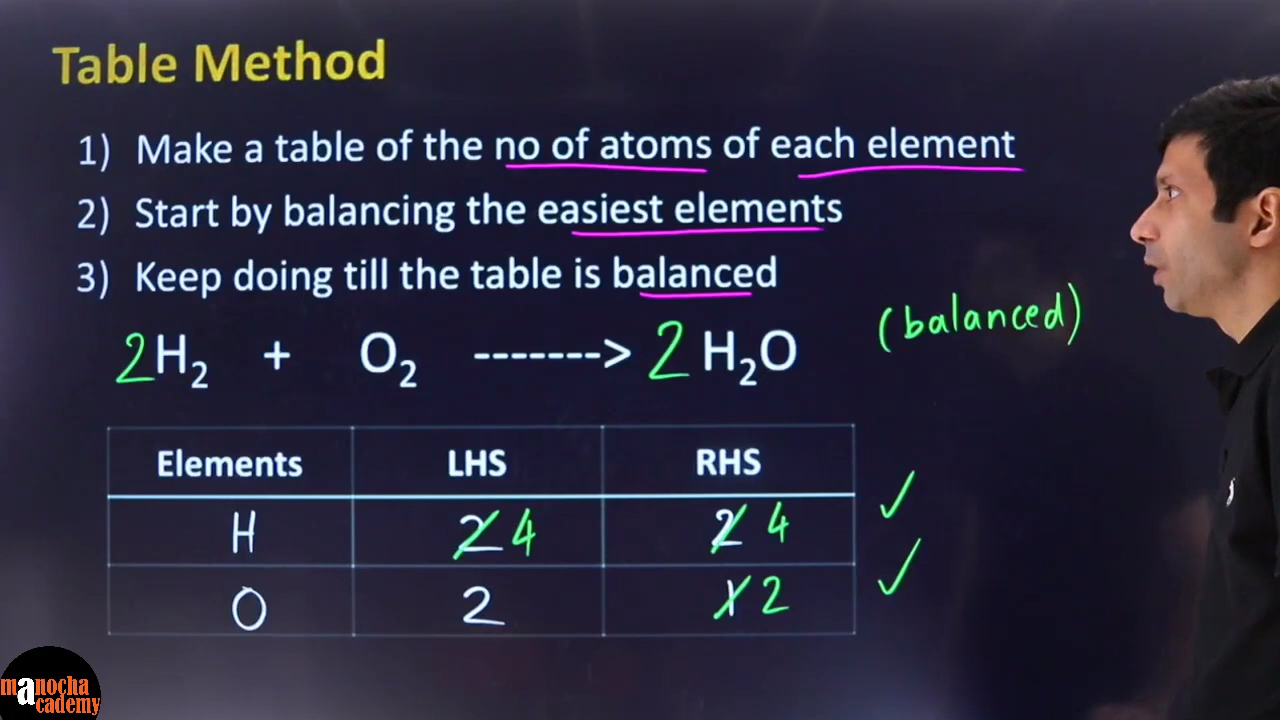 Table Method
1) Make a table of the no of atoms of each element
2) Start by balancing the easiest elements
3) Keep doing till the table is balanced
2H₂ + O₂ -------> 2H₂O (balanced)
Elements LHS RHS
H 2 4 2 4 ✓
O 2 1 2 ✓
manocha
academy